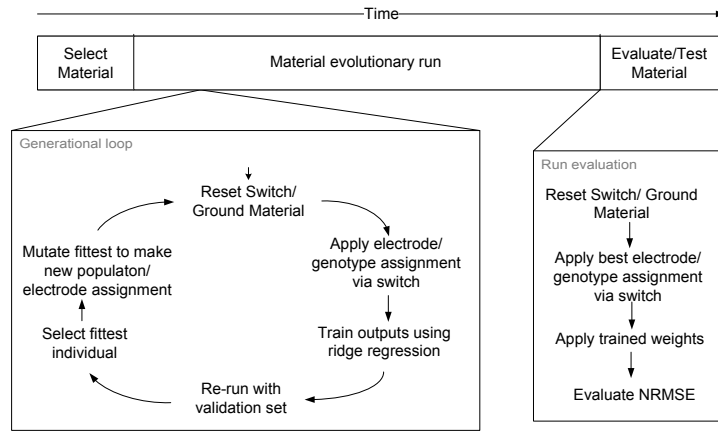 Time
Select
Material
Material evolutionary run
Evaluate/Test
Material
Generational loop
Reset Switch/
Ground Material
Apply electrode/
genotype assignment
via switch
Train outputs using
ridge regression
Re-run with
validation set
Select fittest
individual
Mutate fittest to make
new populaton/
electrode assignment
Run evaluation
Reset Switch/ Ground
Material
Apply best electrode/
genotype assignment
via switch
Apply trained weights
Evaluate NRMSE